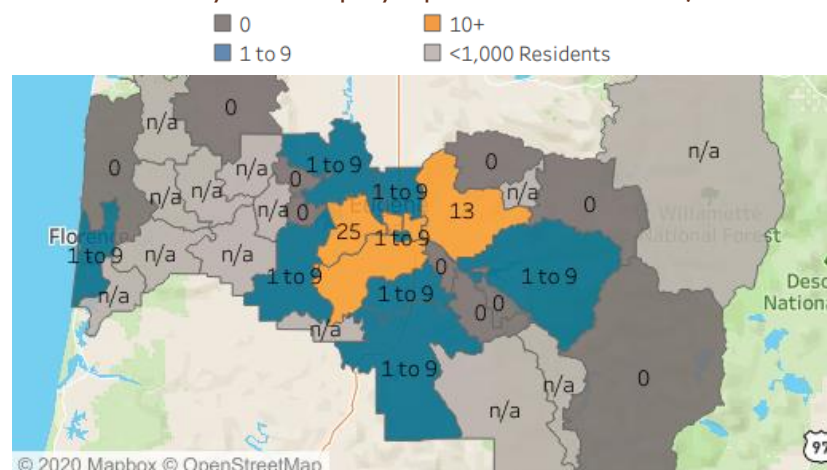 0
10+
1 to 9
<1,000 Residents
n/a
0
0
n/a
1 to 9
0
n/a
0
1 to 9
n/a
n/a
n/a
n/a
0
13
0
Florence
25
1 to 9
Willamette
National Forest
1 to 9
n/a
n/a
0
1 to 9
1 to 9
n/a
1 to 9
0
0
Nation
n/a
1 to 9
0
n/a
n/a
97
© 2020 Mapbox © OpenStreetMap